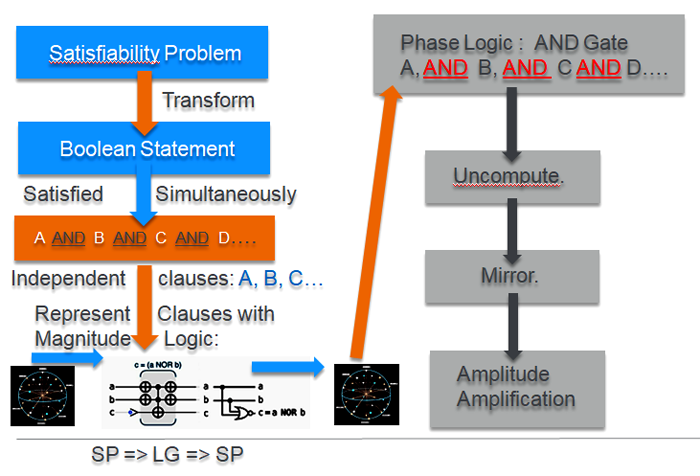 Satisfiability Problem
Transform
Boolean Statement
Satisfied Simultaneously
A AND B AND C AND D....
Independent clauses: A, B, C…
Represent Clauses with
Magnitude Logic:
c = (a NOR b)
a a a
b b b
c c c = a NOR b
SP => LG => SP
Phase Logic : AND Gate
A, AND B, AND C AND D….
Uncompute.
Mirror.
Amplitude
Amplification